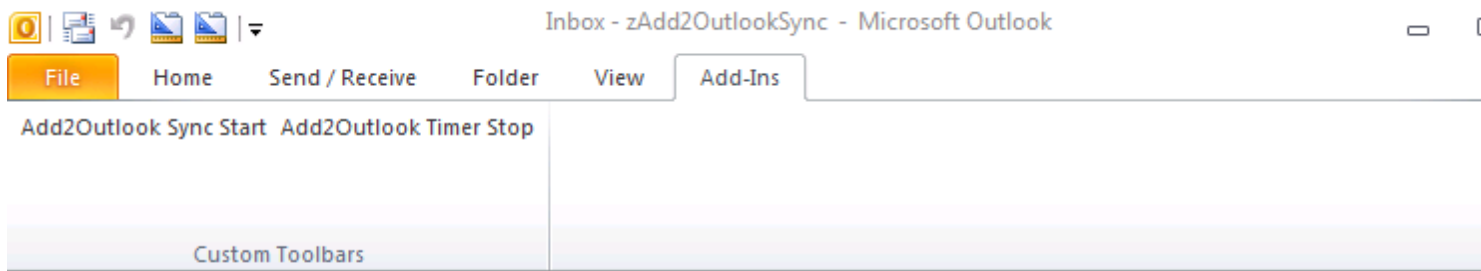 Inbox - zAdd2OutlookSync - Microsoft Outlook
File Home Send / Receive Folder View Add-Ins
Add2Outlook Sync Start Add2Outlook Timer Stop
Custom Toolbars